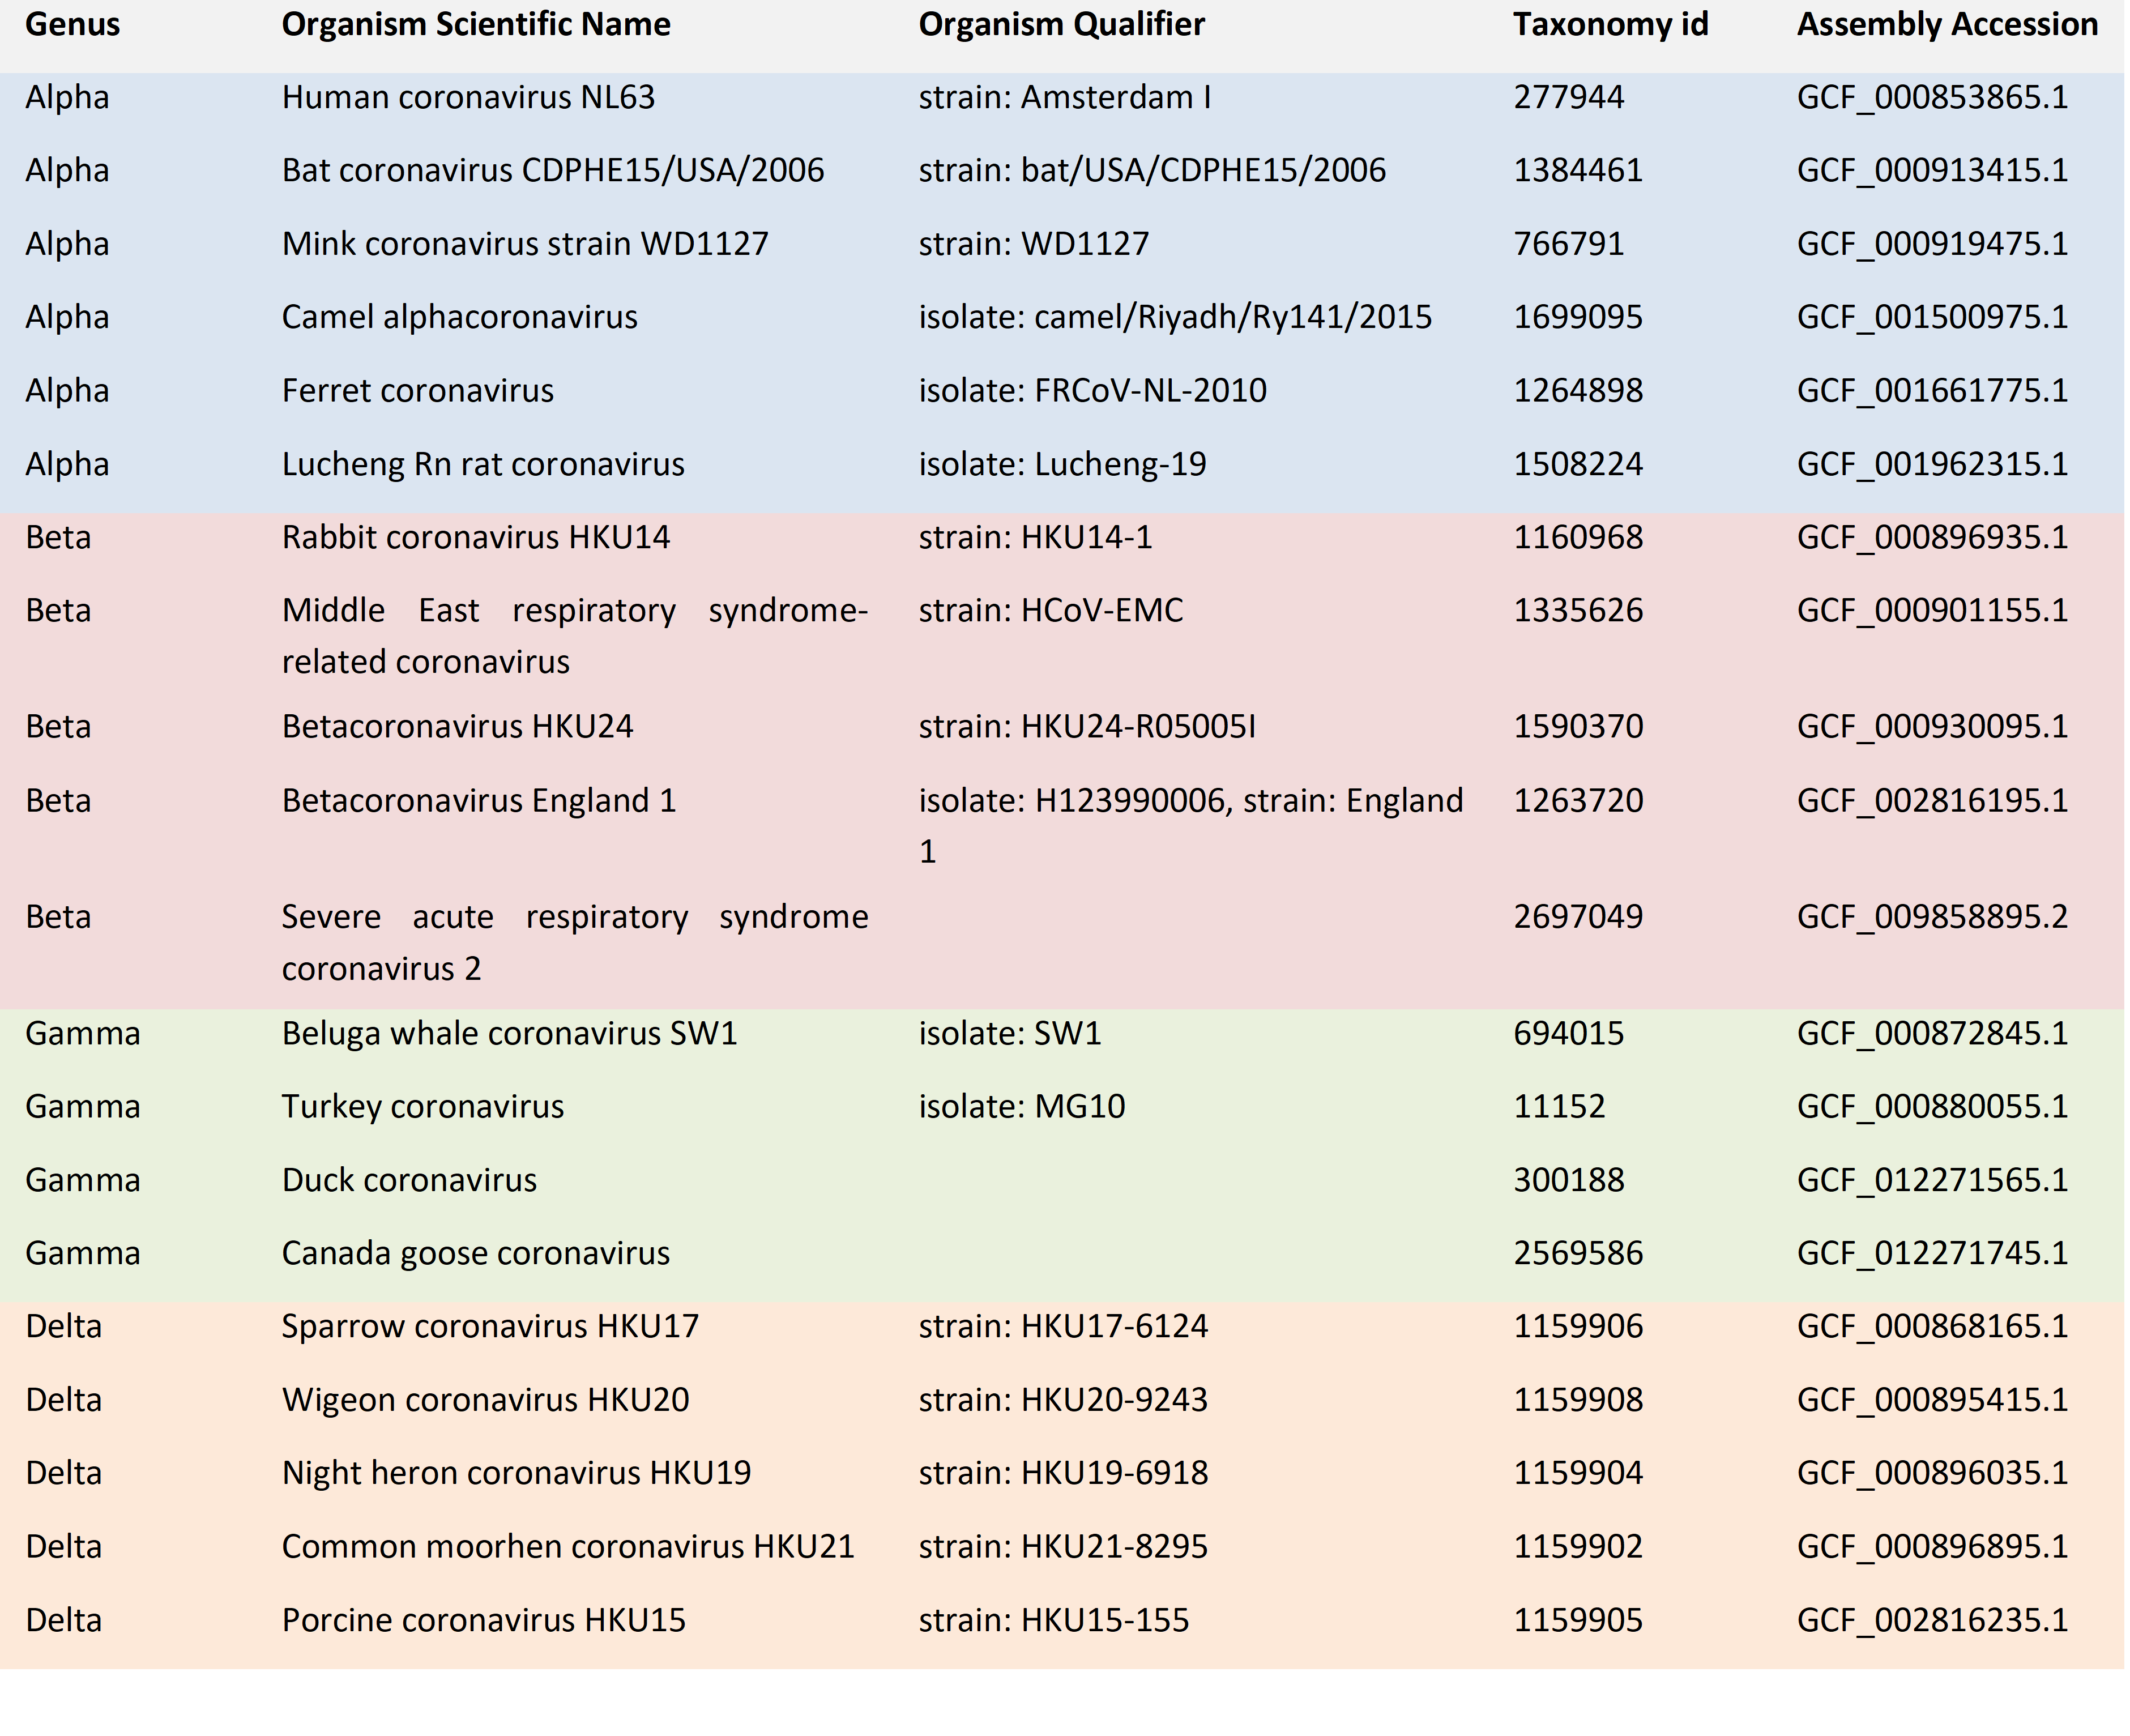 Genus Organism Scientific Name Organism Qualifier Taxonomy id Assembly Accession
Alpha Human coronavirus NL63 strain: Amsterdam I 277944 GCF_000853865.1
Alpha Bat coronavirus CDPHE15/USA/2006 strain: bat/USA/CDPHE15/2006 1384461 GCF_000913415.1
Alpha Mink coronavirus strain WD1127 strain: WD1127 766791 GCF_000919475.1
Alpha Camel alphacoronavirus isolate: camel/Riyadh/Ry141/2015 1699095 GCF_001500975.1
Alpha Ferret coronavirus isolate: FRCoV-NL-2010 1264898 GCF_001661775.1
Alpha Lucheng Rn rat coronavirus isolate: Lucheng-19 1508224 GCF_001962315.1
Beta Rabbit coronavirus HKU14 strain: HKU14-1 1160968 GCF_000896935.1
Beta Middle East respiratory syndrome- strain: HCoV-EMC 1335626 GCF_000901155.1
related coronavirus
Beta Betacoronavirus HKU24 strain: HKU24-R05005I 1590370 GCF_000930095.1
Beta Betacoronavirus England 1 isolate: H123990006, strain: England 1263720 GCF_002816195.1
1
Beta Severe acute respiratory syndrome 2697049 GCF_009858895.2
coronavirus 2
Gamma Beluga whale coronavirus SW1 isolate: SW1 694015 GCF_000872845.1
Gamma Turkey coronavirus isolate: MG10 11152 GCF_000880055.1
Gamma Duck coronavirus 300188 GCF_012271565.1
Gamma Canada goose coronavirus 2569586 GCF_012271745.1
Delta Sparrow coronavirus HKU17 strain: HKU17-6124 1159906 GCF_000868165.1
Delta Wigeon coronavirus HKU20 strain: HKU20-9243 1159908 GCF_000895415.1
Delta Night heron coronavirus HKU19 strain: HKU19-6918 1159904 GCF_000896035.1
Delta Common moorhen coronavirus HKU21 strain: HKU21-8295 1159902 GCF_000896895.1
Delta Porcine coronavirus HKU15 strain: HKU15-155 1159905 GCF_002816235.1